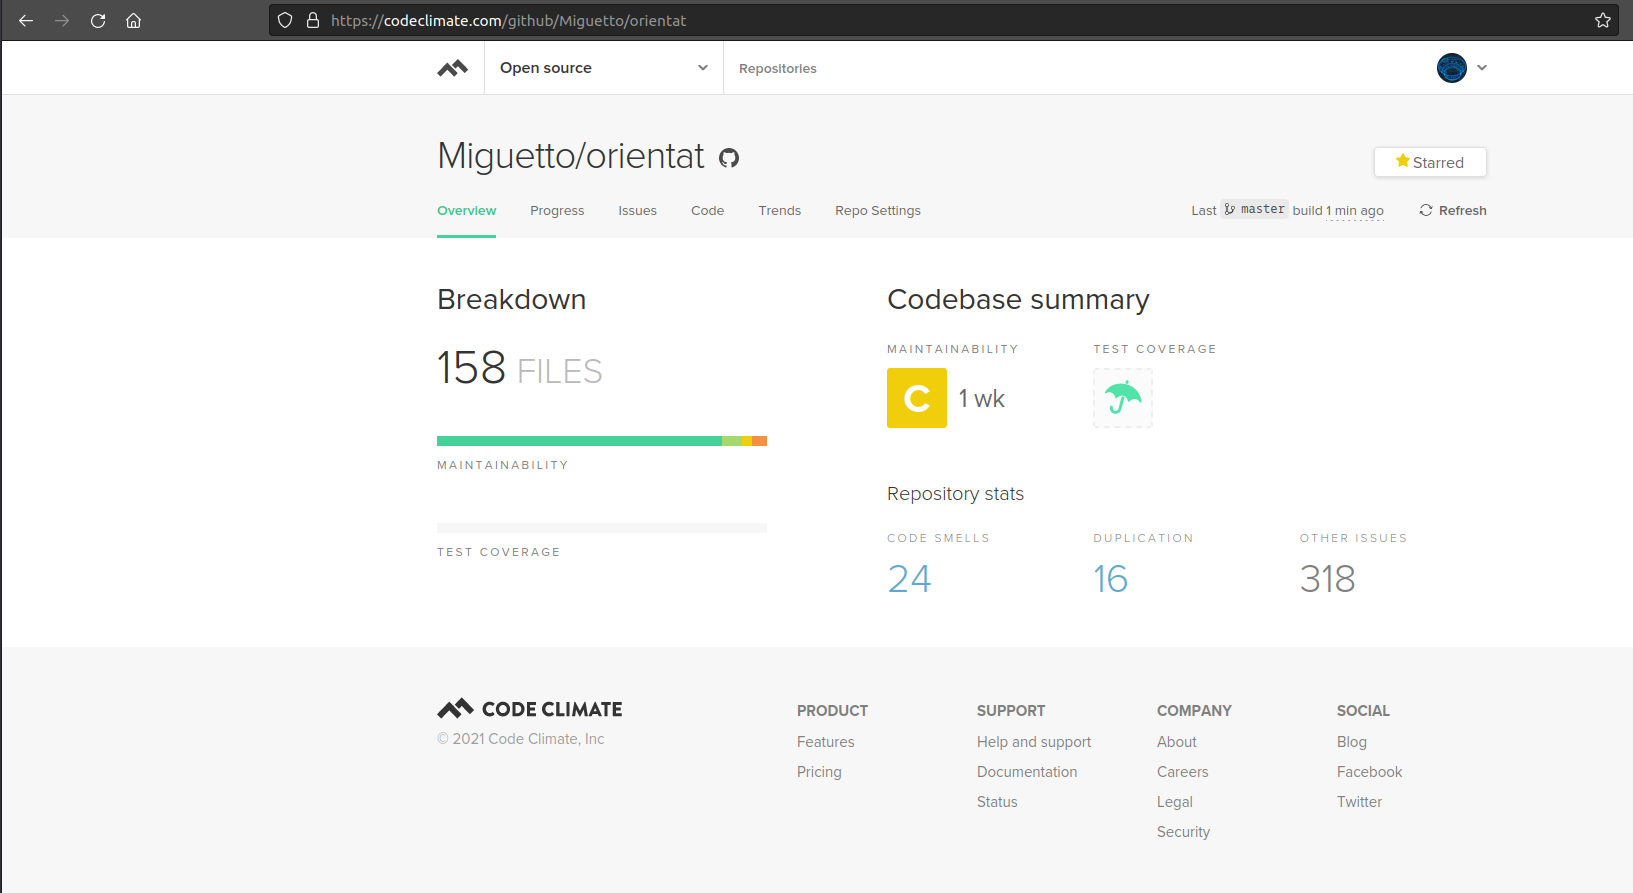 https://codeclimate.com/github/Miguetto/orientat
Open source
Repositories
Miguetto/orientat
Starred
Overview Progress Issues Code Trends Repo Settings
Last master build 1 min ago Refresh
Breakdown
158 FILES
MAINTAINABILITY
TEST COVERAGE
Codebase summary
MAINTAINABILITY TEST COVERAGE
C 1 wk
Repository stats
CODE SMELLS DUPLICATION OTHER ISSUES
24 16 318
CODE CLIMATE
© 2021 Code Climate, Inc
PRODUCT
Features
Pricing
SUPPORT
Help and support
Documentation
Status
COMPANY
About
Careers
Legal
Security
SOCIAL
Blog
Facebook
Twitter